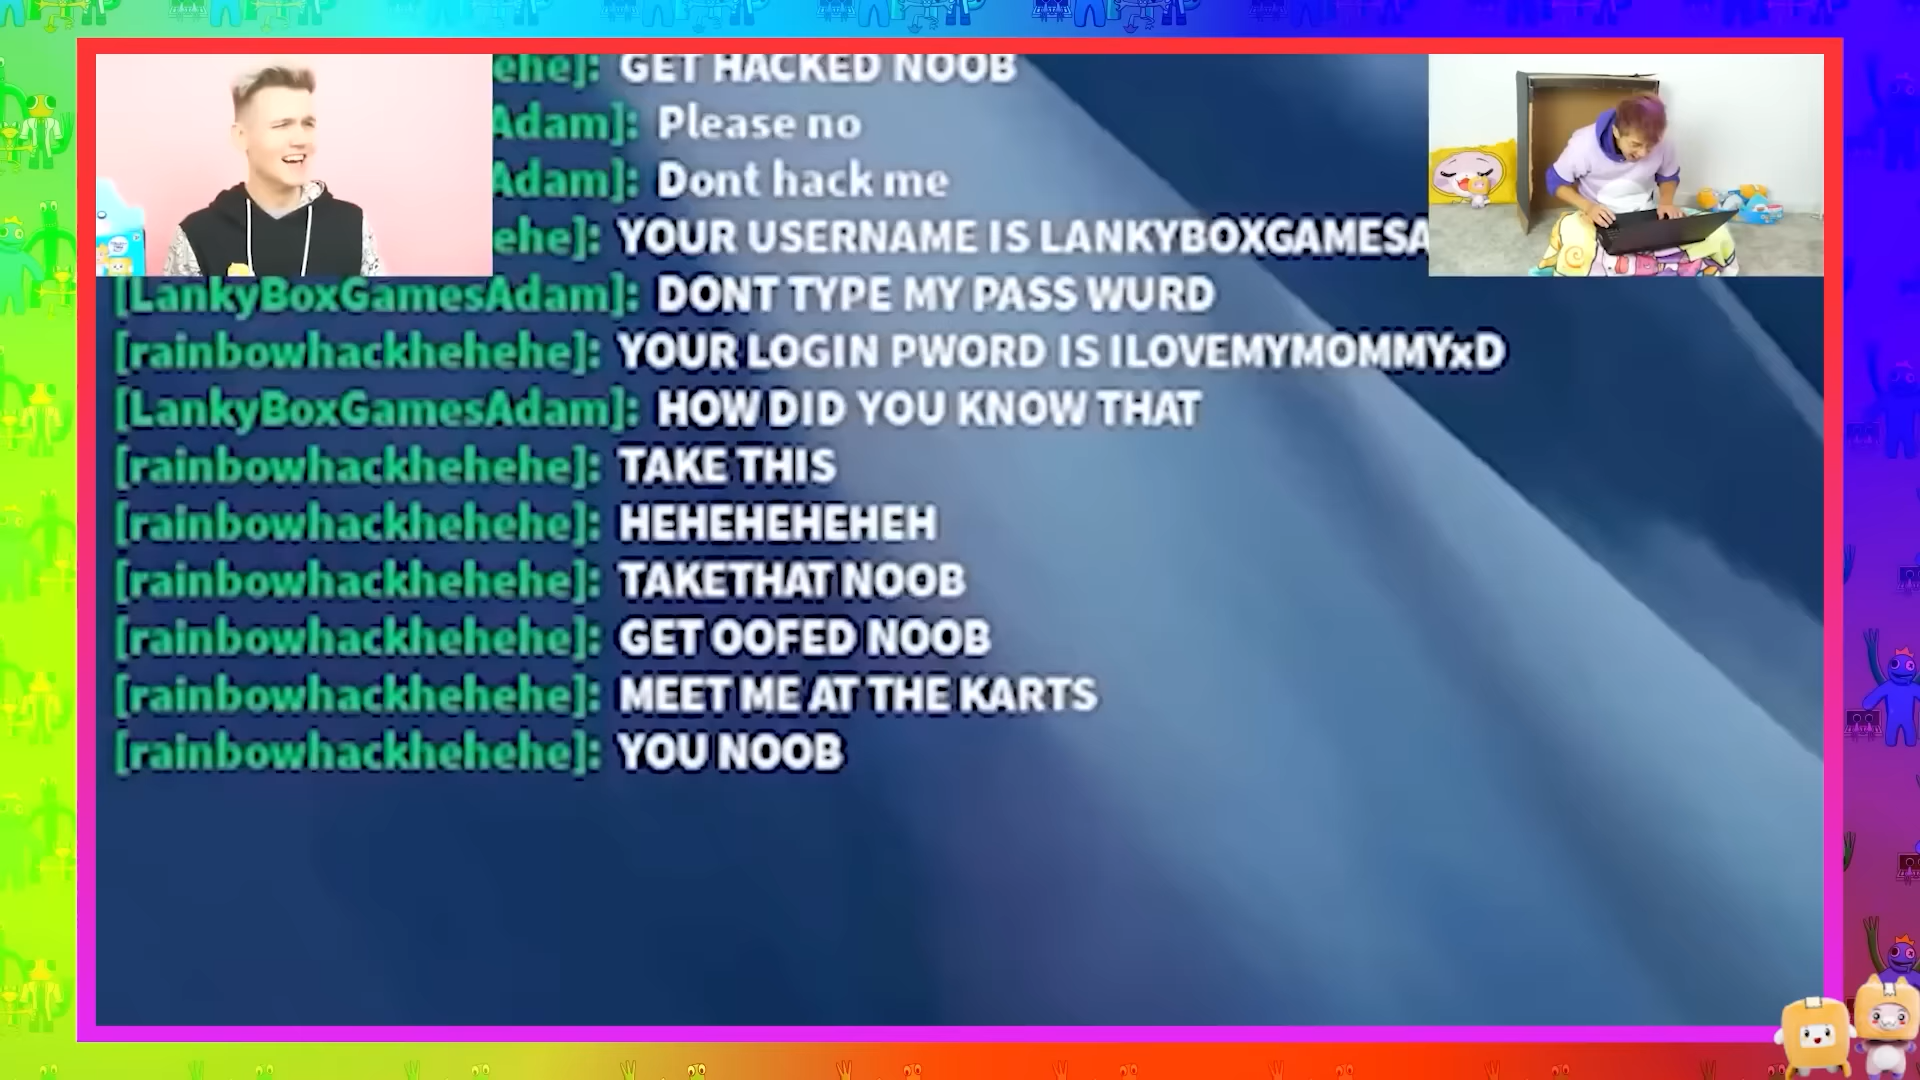 ehe]: GET HACKED NOOB
Adam]: Please no
Adam]: Dont hack me
ehe]: YOUR USERNAME IS LANKYBOXGAMESA
[LankyBoxGamesAdam]: DONT TYPE MY PASS WURD
[rainbowhackhehehe]: YOUR LOGIN PWORD IS ILOVEMYMOMMYxD
[LankyBoxGamesAdam]: HOW DID YOU KNOW THAT
[rainbowhackhehehe]: TAKE THIS
[rainbowhackhehehe]: HEHEHEHEHEH
[rainbowhackhehehe]: TAKETHAT NOOB
[rainbowhackhehehe]: GET OOFED NOOB
[rainbowhackhehehe]: MEET ME AT THE KARTS
[rainbowhackhehehe]: YOU NOOB